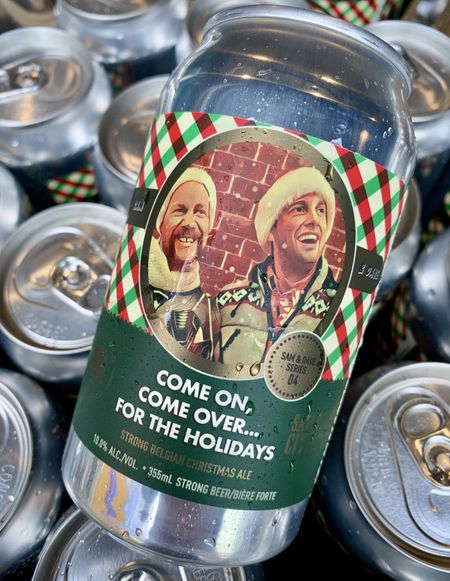 SAM & DAVE
SERIES
04
COME ON,
COME OVER...
FOR THE HOLIDAYS
STRONG BELGIAN CHRISTMAS ALE
10.0% ALC/VOL. • 355mL STRONG BEER/BIÈRE FORTE